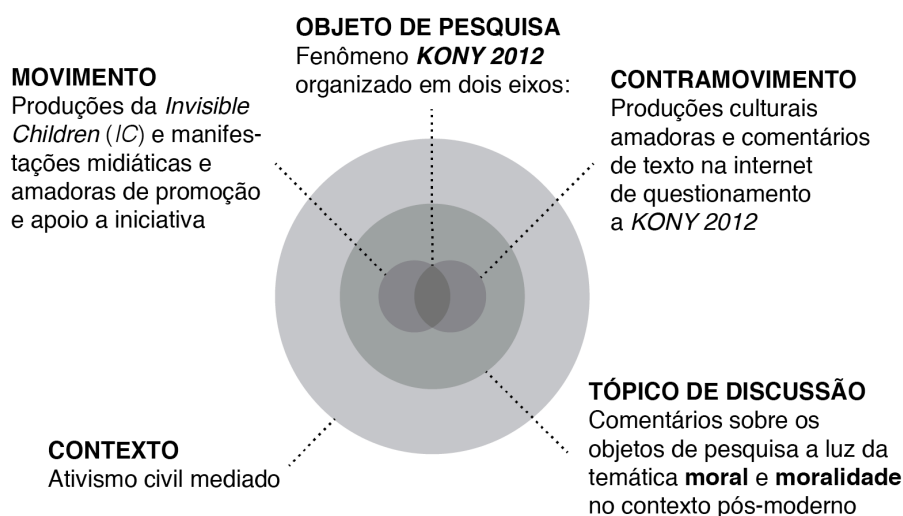 OBJETO DE PESQUISA
Fenômeno KONY 2012
organizado em dois eixos:
MOVIMENTO
Produções da Invisible
Children (IC) e manifes-
tações midiáticas e
amadoras de promoção
e apoio a iniciativa
CONTRAMOVIMENTO
Produções culturais
amadoras e comentários
de texto na internet
de questionamento
a KONY 2012
CONTEXTO
Ativismo civil mediado
TÓPICO DE DISCUSSÃO
Comentários sobre os
objetos de pesquisa a luz da
temática moral e moralidade
no contexto pós-moderno